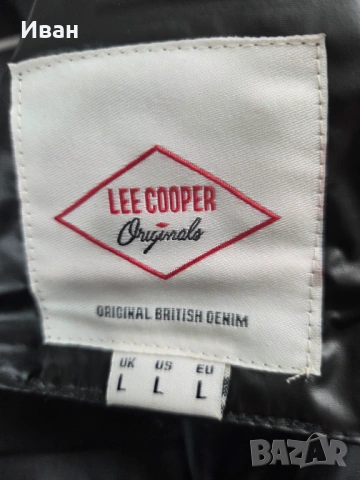 Иван
LEE COOPER
Originals
ORIGINAL BRITISH DENIM
UK US EU
L L L
BAZAR